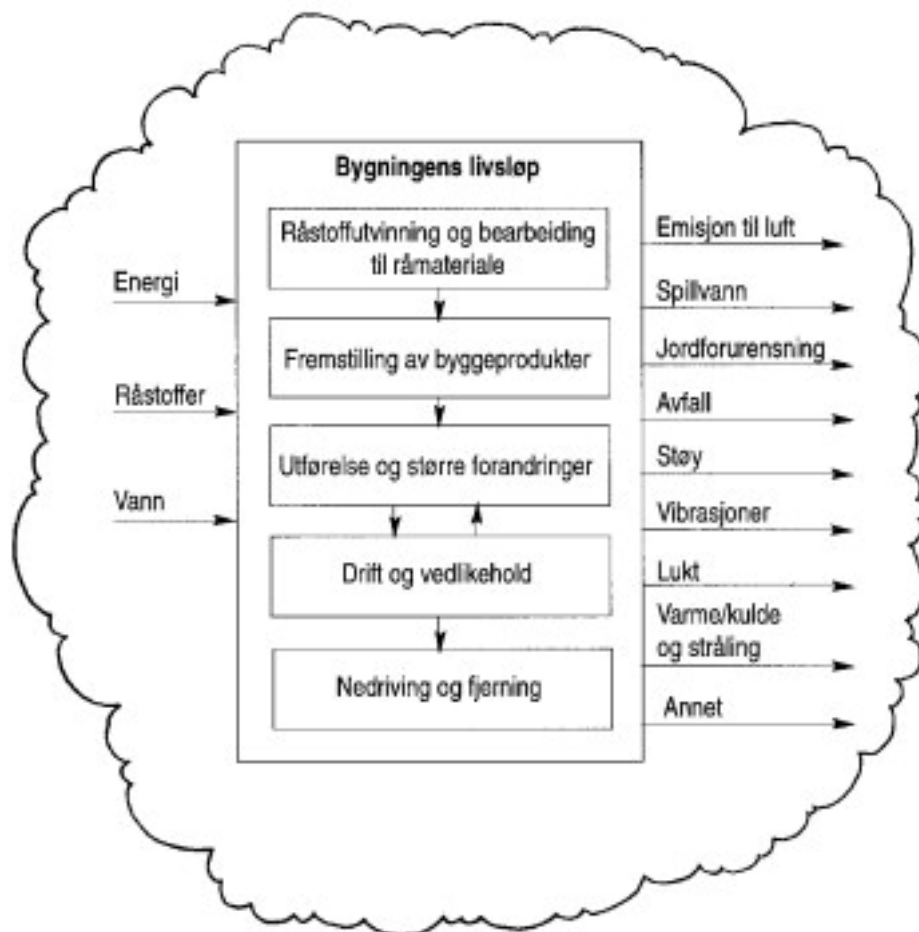 Bygningens livsløp
Råstoffutvinning og bearbeiding
til råmateriale
Fremstilling av byggeprodukter
Utførelse og større forandringer
Drift og vedlikehold
Nedriving og fjerning
Energi
Råstoffer
Vann
Emisjon til luft
Spillvann
Jordforurensning
Avfall
Støy
Vibrasjoner
Lukt
Varme/kulde
og stråling
Annet